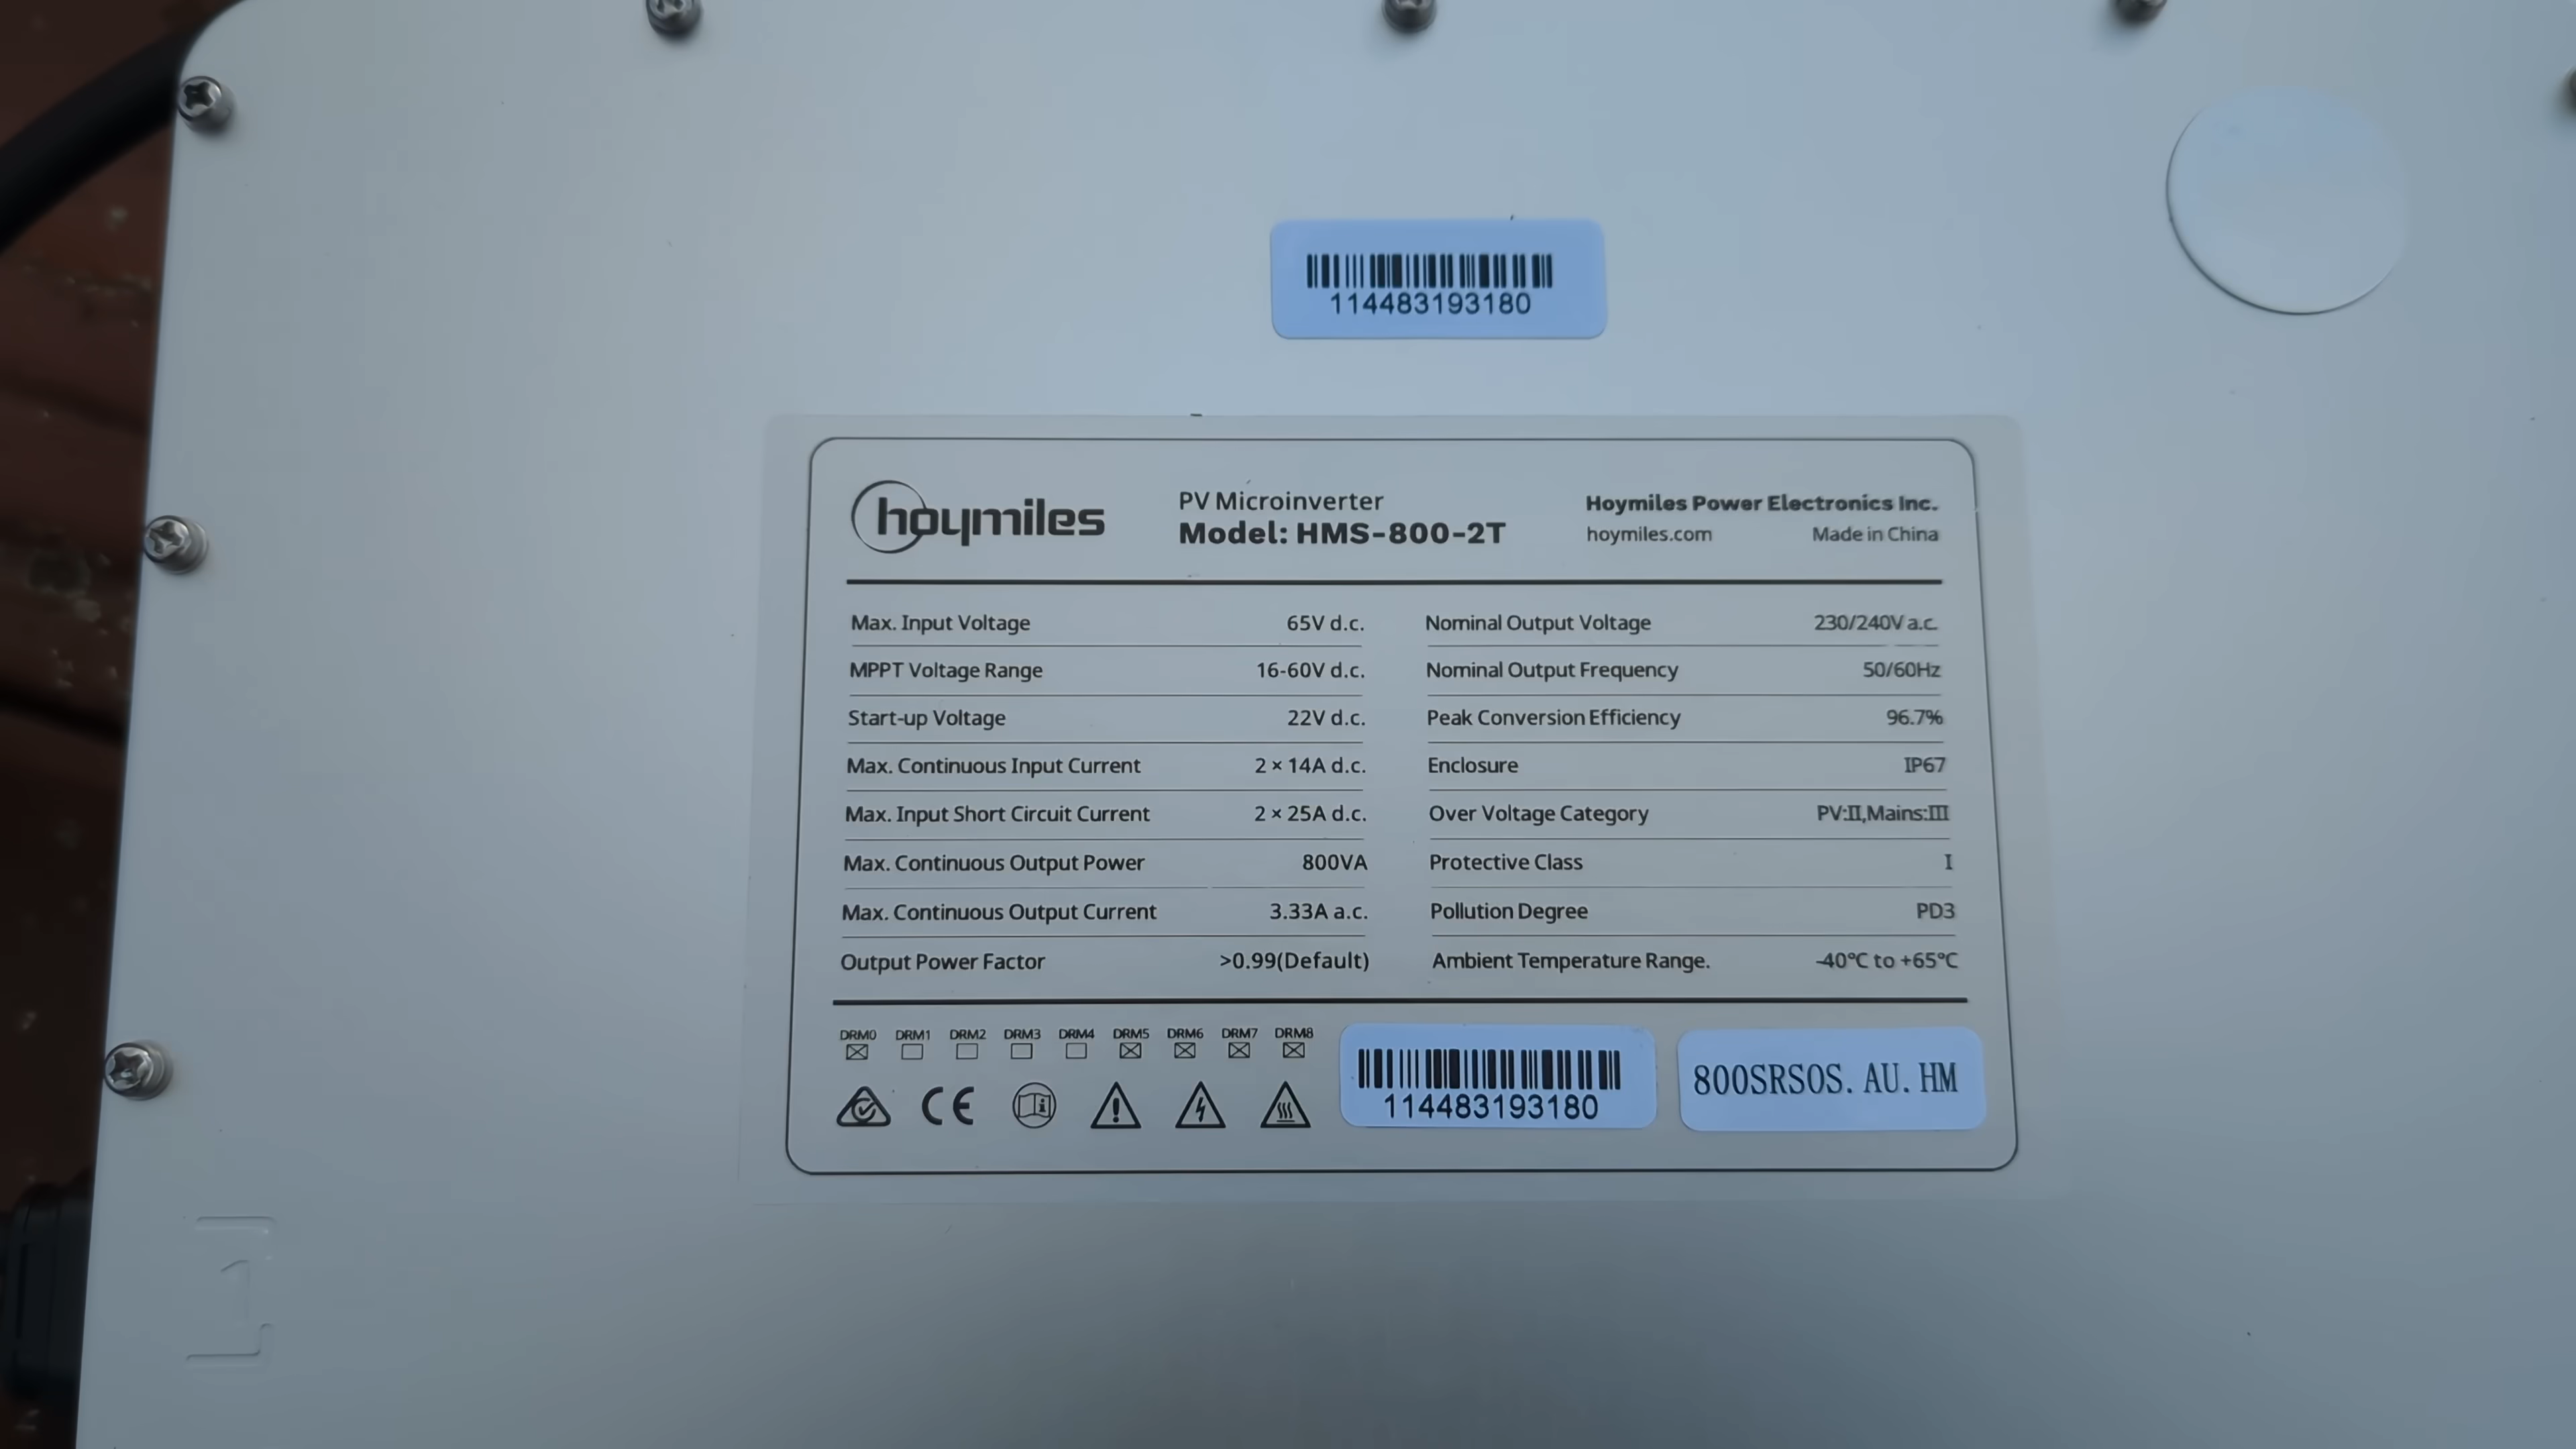 114483193180
hoymiles
PV Microinverter
Model: HMS-800-2T
Hoymiles Power Electronics Inc.
hoymiles.com Made in China
Max. Input Voltage 65V d.c. Nominal Output Voltage 230/240V a.c.
MPPT Voltage Range 16-60V d.c. Nominal Output Frequency 50/60Hz
Start-up Voltage 22V d.c. Peak Conversion Efficiency 96.7%
Max. Continuous Input Current 2 × 14A d.c. Enclosure IP67
Max. Input Short Circuit Current 2 × 25A d.c. Over Voltage Category PV:II,Mains:III
Max. Continuous Output Power 800VA Protective Class I
Max. Continuous Output Current 3.33A a.c. Pollution Degree PD3
Output Power Factor >0.99(Default) Ambient Temperature Range. -40℃ to +65℃
DRM0 DRM1 DRM2 DRM3 DRM4 DRM5 DRM6 DRM7 DRM8
CE 114483193180 800SRSOS. AU. HM
1